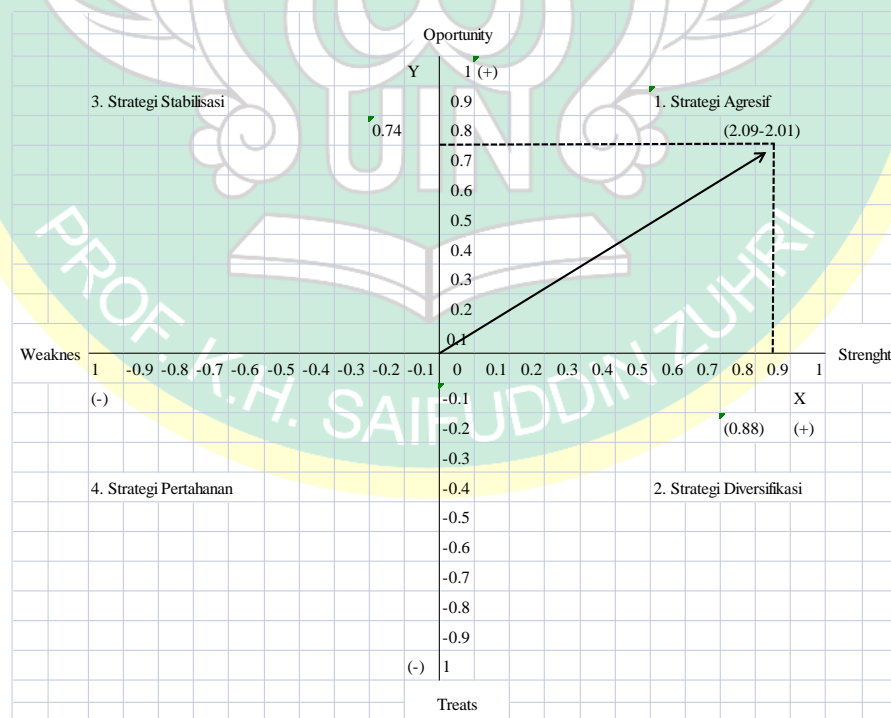 Oportunity
Y 1 (+)
3. Strategi Stabilisasi 0.9 1. Strategi Agresif
0.74 0.8 (2.09-2.01)
0.7
0.6
0.5
0.4
0.3
0.2
0.1
Weaknes Strenght
1 -0.9 -0.8 -0.7 -0.6 -0.5 -0.4 -0.3 -0.2 -0.1 0 0.1 0.2 0.3 0.4 0.5 0.6 0.7 0.8 0.9 1
(-) -0.1 X
-0.2 (0.88) (+)
-0.3
4. Strategi Pertahanan -0.4 2. Strategi Diversifikasi
-0.5
-0.6
-0.7
-0.8
-0.9
(-) 1
Treats
UIN
PROF. K.H. SAIFUDDIN ZUHRI